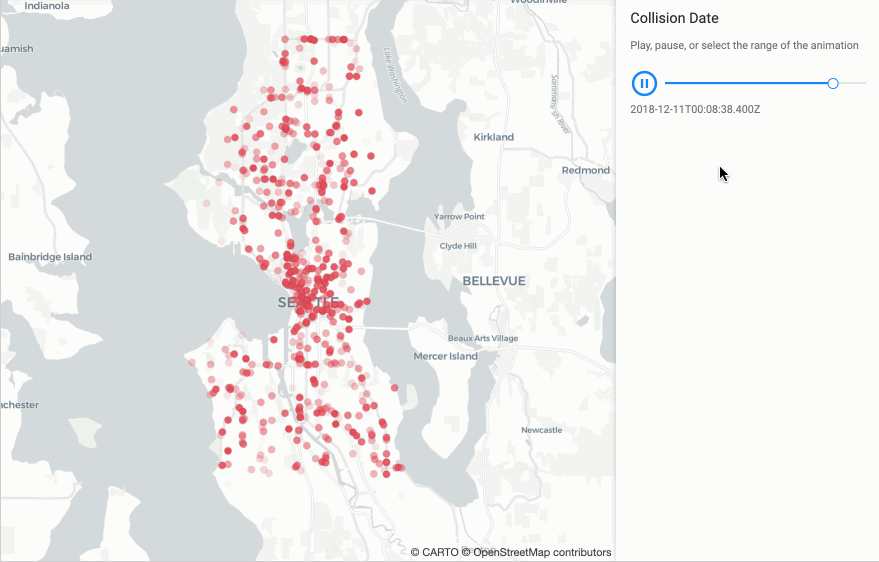 Indianola
Woodinville
Collision Date
Play, pause, or select the range of the animation
2018-12-11T00:08:38.400Z
uamish
Lake Washington
Sammamish River
Kirkland
Redmond
Yarrow Point
Clyde Hill
Bainbridge Island
BELLEVUE
SEATTLE
Beaux Arts Village
Mercer Island
nchester
Newcastle
© CARTO © OpenStreetMap contributors